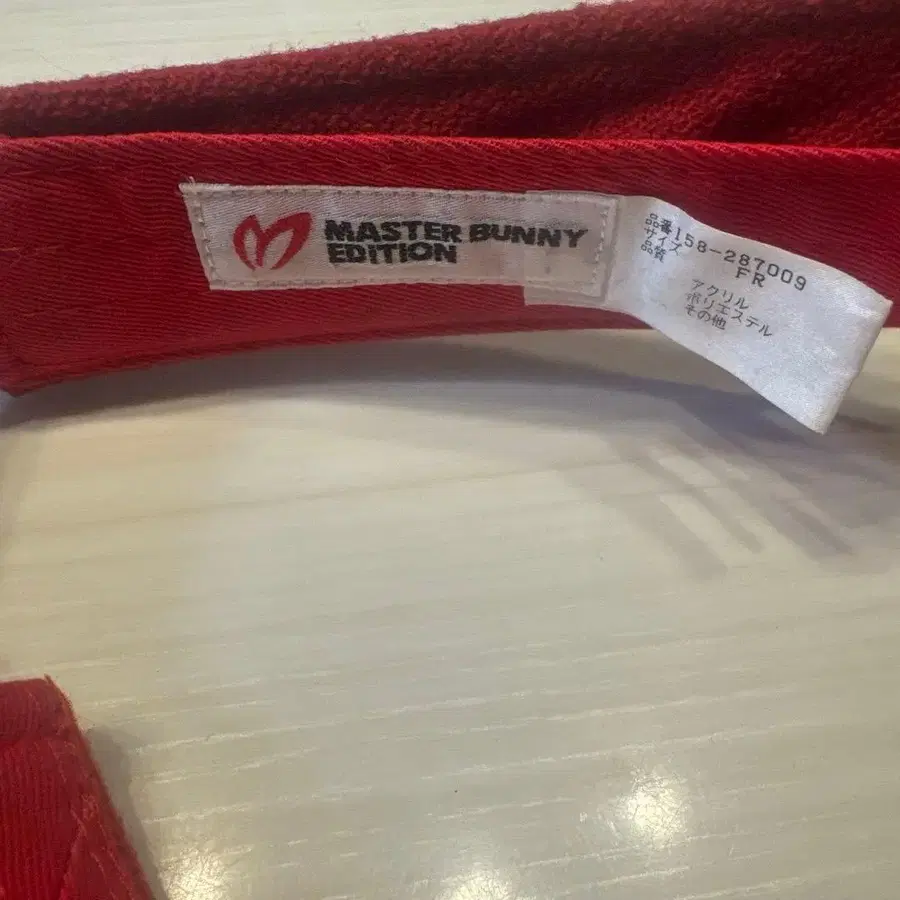 MASTER BUNNY
EDITION
品番158-287009
サイズ FR
品質
アクリル
ポリエステル
その他